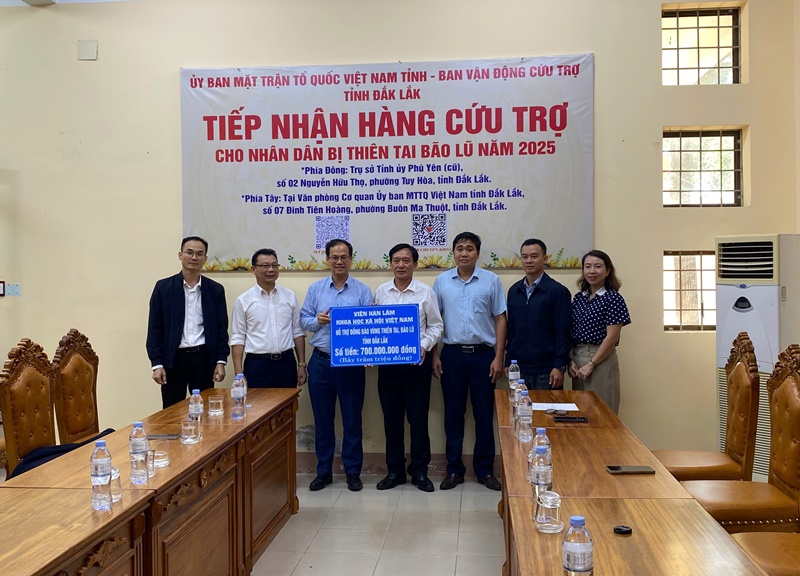 ỦY BAN MẶT TRẬN TỔ QUỐC VIỆT NAM TỈNH - BAN VẬN ĐỘNG CỨU TRỢ
TỈNH ĐẮK LẮK
TIẾP NHẬN HÀNG CỨU TRỢ
CHO NHÂN DÂN BỊ THIÊN TAI BÃO LŨ NĂM 2025
*Phía Đông: Trụ sở Tỉnh ủy Phú Yên (cũ),
số 02 Nguyễn Hữu Thọ, phường Tuy Hòa, tỉnh Đắk Lắk.
*Phía Tây: Tại Văn phòng Cơ quan Ủy ban MTTQ Việt Nam tỉnh Đắk Lắk,
số 07 Đinh Tiên Hoàng, phường Buôn Ma Thuột, tỉnh Đắk Lắk.
VIỆN HÀN LÂM
KHOA HỌC XÃ HỘI VIỆT NAM
HỖ TRỢ ĐỒNG BÀO VÙNG THIÊN TAI, BÃO LŨ
TỈNH ĐẮK LẮK
Số tiền: 700.000.000 đồng
(Bảy trăm triệu đồng)